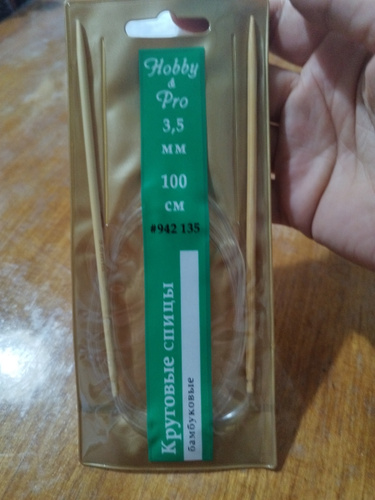 Hobby
&
Pro
3,5
мм
100
см
#942 135
Круговые спицы
бамбуковые